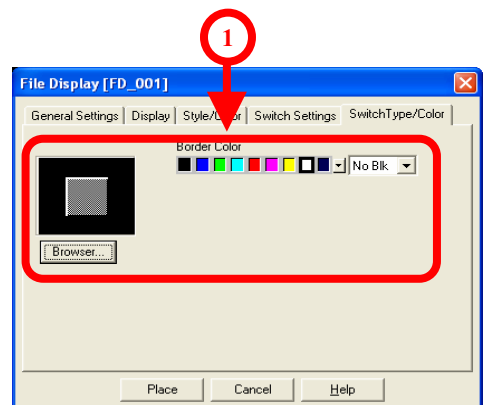 1
File Display [FD_001]
General Settings Display Style/Color Switch Settings SwitchType/Color
Border Color
No Blk
Browser...
Place Cancel Help